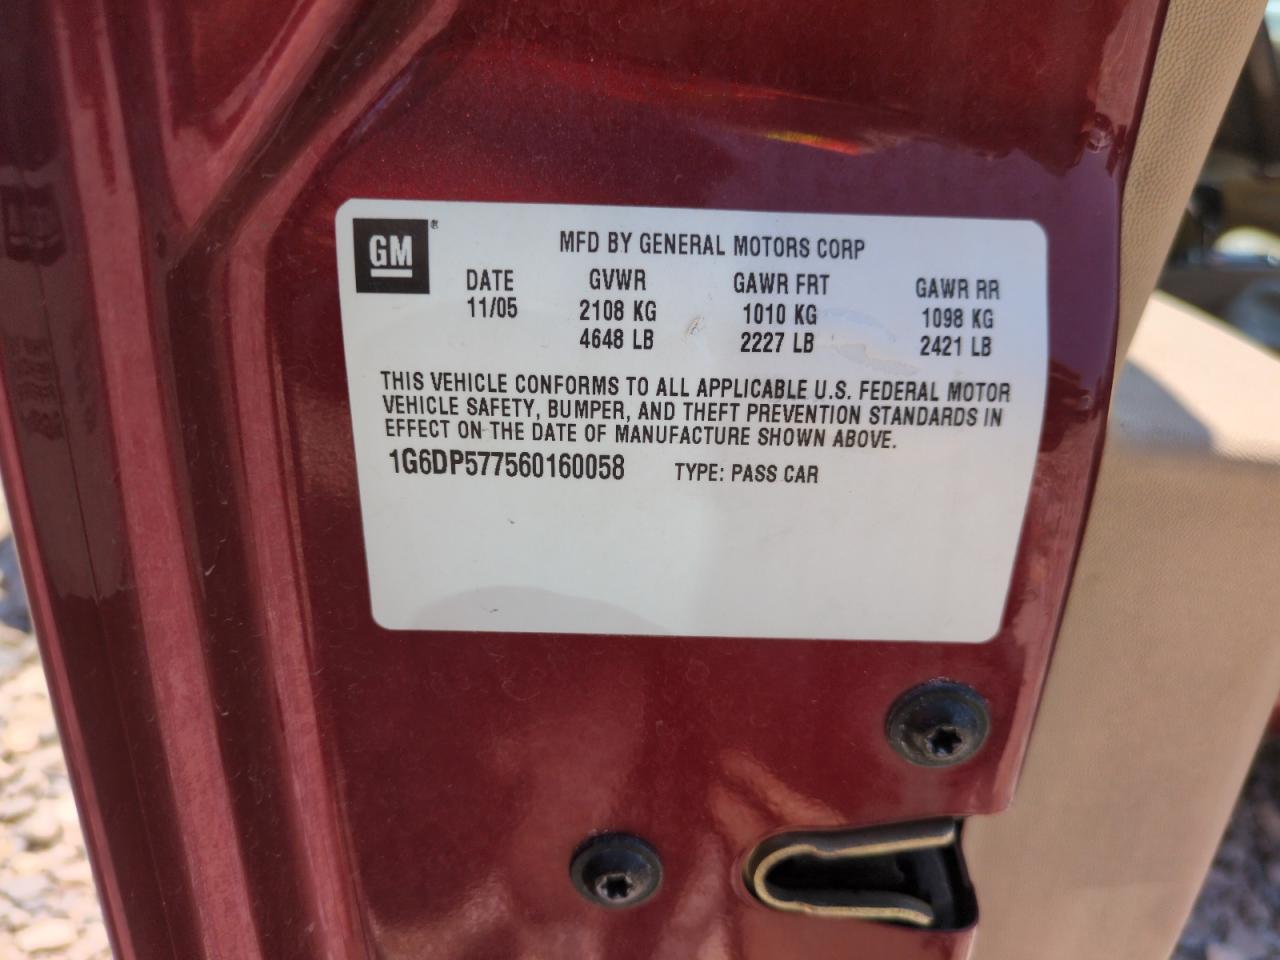 GM®
MFD BY GENERAL MOTORS CORP
DATE GVWR GAWR FRT GAWR RR
11/05 2108 KG 1010 KG 1098 KG
4648 LB 2227 LB 2421 LB
THIS VEHICLE CONFORMS TO ALL APPLICABLE U.S. FEDERAL MOTOR
VEHICLE SAFETY, BUMPER, AND THEFT PREVENTION STANDARDS IN
EFFECT ON THE DATE OF MANUFACTURE SHOWN ABOVE.
1G6DP577560160058 TYPE: PASS CAR